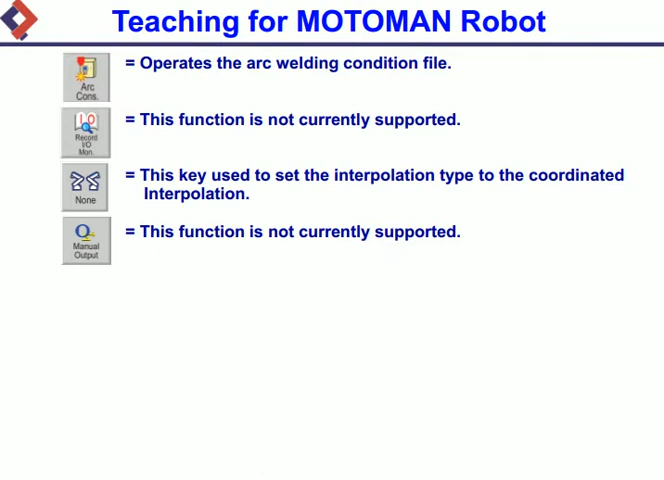 Teaching for MOTOMAN Robot
Arc
Cons.
= Operates the arc welding condition file.
IO
Record
I/O
Mon.
= This function is not currently supported.
None
= This key used to set the interpolation type to the coordinated
Interpolation.
Manual
Output
= This function is not currently supported.